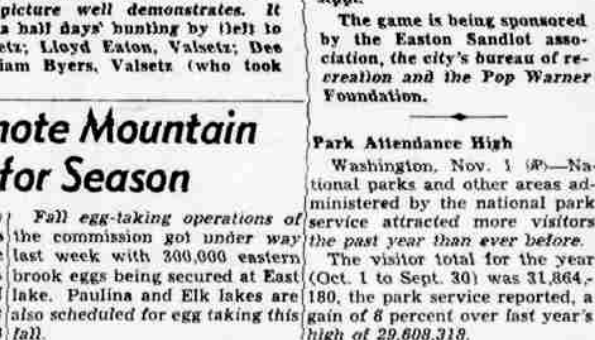 picture well demonstrates. It
a half days' hunting by (left to
etz; Lloyd Eaton, Valsetz; Dee
iam Byers, Valsetz (who took
note Mountain
for Season
Fall egg-taking operations of
the commission got under way
last week with 300,000 eastern
brook eggs being secured at East
lake. Paulina and Elk lakes are
also scheduled for egg taking this
fall.
The game is being sponsored
by the Easton Sandlot asso-
ciation, the city's bureau of re-
creation and the Pop Warner
Foundation.
Park Attendance High
Washington, Nov. 1 (AP)—Na-
tional parks and other areas ad-
ministered by the national park
service attracted more visitors
the past year than ever before.
The visitor total for the year
(Oct. 1 to Sept. 30) was 31,864,-
180, the park service reported, a
gain of 8 percent over last year's
high of 29,608,318.